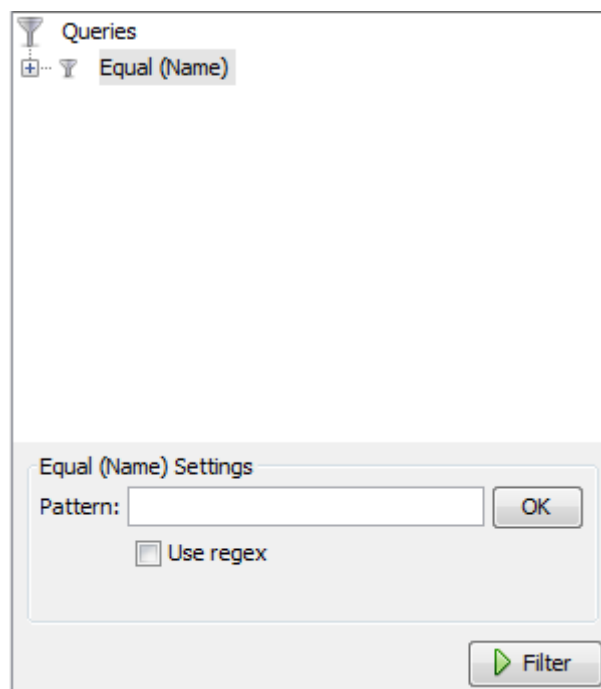 Queries
Equal (Name)
Equal (Name) Settings
Pattern: OK
Use regex
Filter